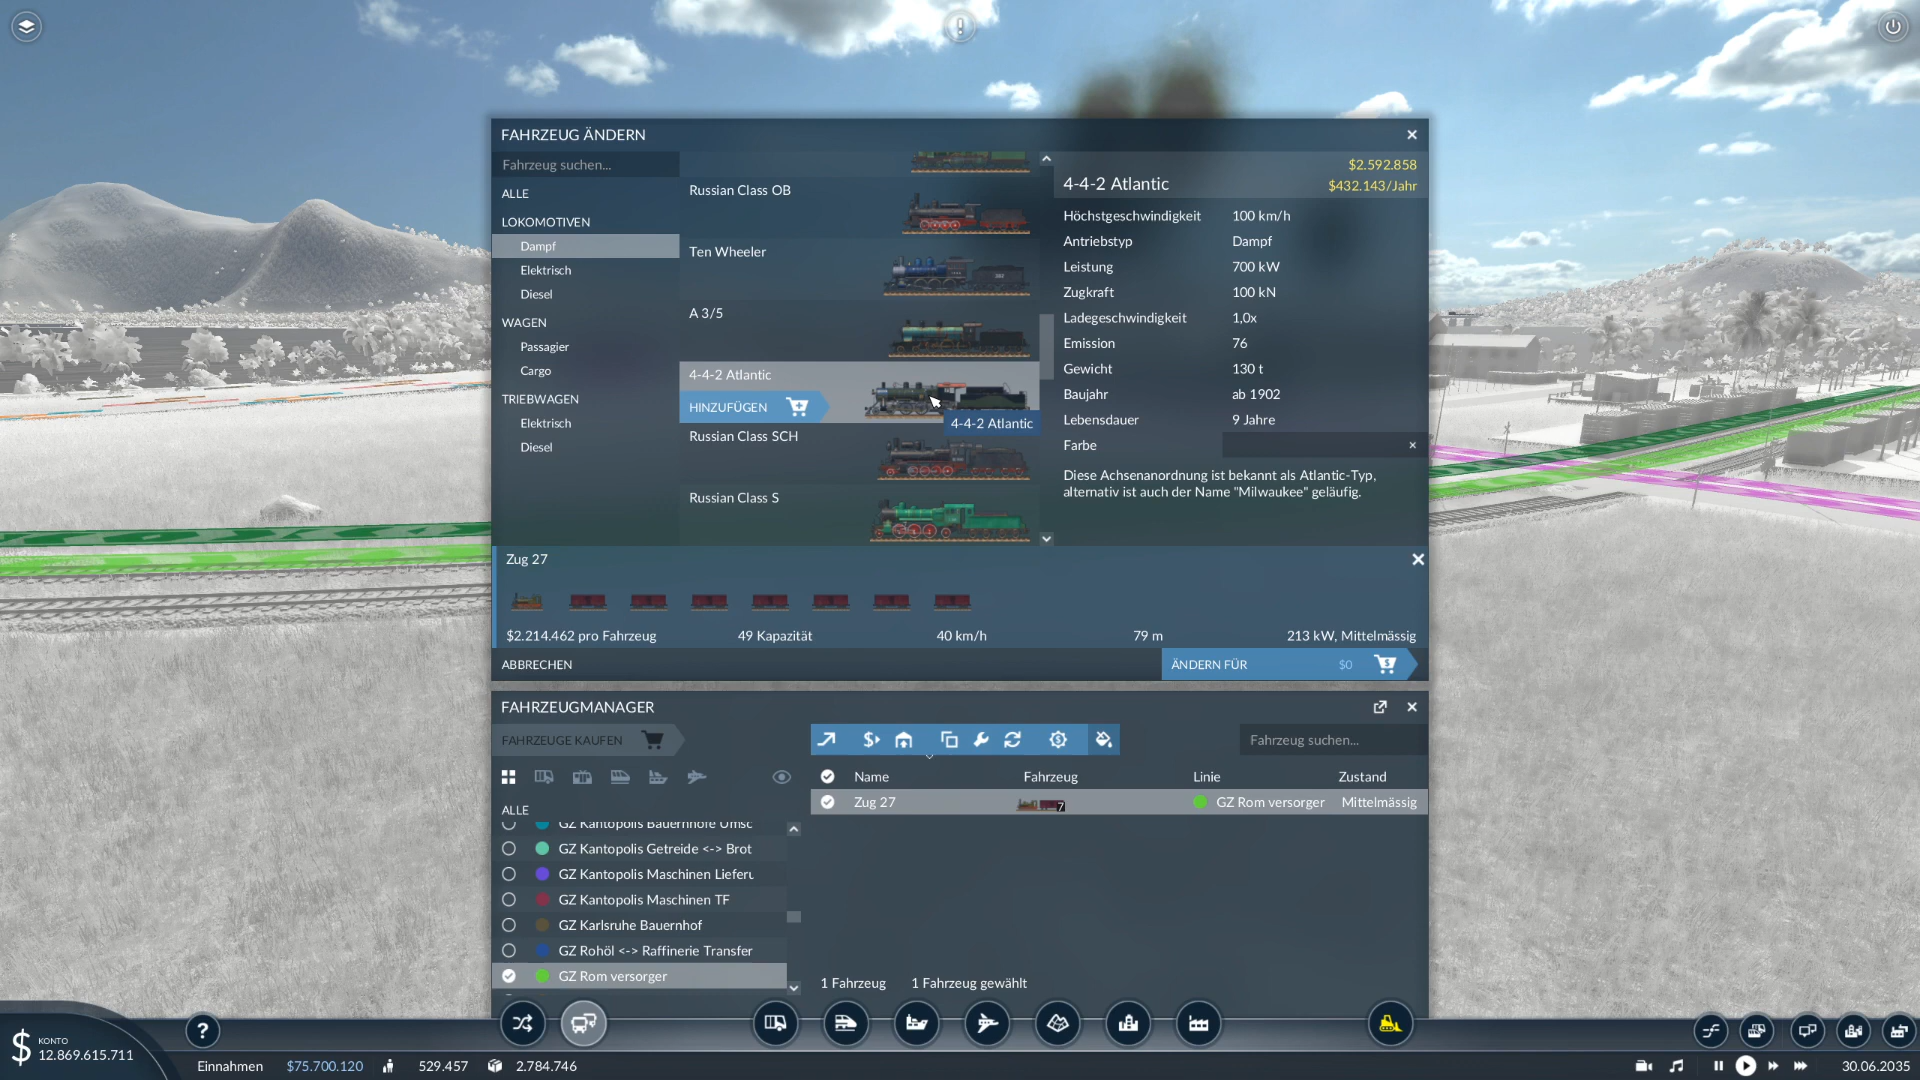 FAHRZEUG ÄNDERN
Fahrzeug suchen...
ALLE
LOKOMOTIVEN
Dampf
Elektrisch
Diesel
WAGEN
Passagier
Cargo
TRIEBWAGEN
Elektrisch
Diesel
Russian Class OB
Ten Wheeler
A 3/5
4-4-2 Atlantic
HINZUFÜGEN
4-4-2 Atlantic
Russian Class SCH
Russian Class S
$2.592.858
4-4-2 Atlantic
$432.143/Jahr
Höchstgeschwindigkeit 100 km/h
Antriebstyp Dampf
Leistung 700 kW
Zugkraft 100 kN
Ladegeschwindigkeit 1,0x
Emission 76
Gewicht 130 t
Baujahr ab 1902
Lebensdauer 9 Jahre
Farbe
Diese Achsenanordnung ist bekannt als Atlantic-Typ,
alternativ ist auch der Name "Milwaukee" geläufig.
Zug 27
$2.214.462 pro Fahrzeug 49 Kapazität 40 km/h 79 m 213 kW, Mittelmässig
ABBRECHEN
ÄNDERN FÜR $0
FAHRZEUGMANAGER
FAHRZEUGE KAUFEN
Fahrzeug suchen...
ALLE
GZ Kantopolis Bauernhöfe Umsc
GZ Kantopolis Getreide <-> Brot
GZ Kantopolis Maschinen Lieferu
GZ Kantopolis Maschinen TF
GZ Karlsruhe Bauernhof
GZ Rohöl <-> Raffinerie Transfer
GZ Rom versorger
Name Fahrzeug Linie Zustand
Zug 27 7 GZ Rom versorger Mittelmässig
1 Fahrzeug 1 Fahrzeug gewählt
KONTO
12.869.615.711
Einnahmen $75.700.120 529.457 2.784.746
30.06.2035